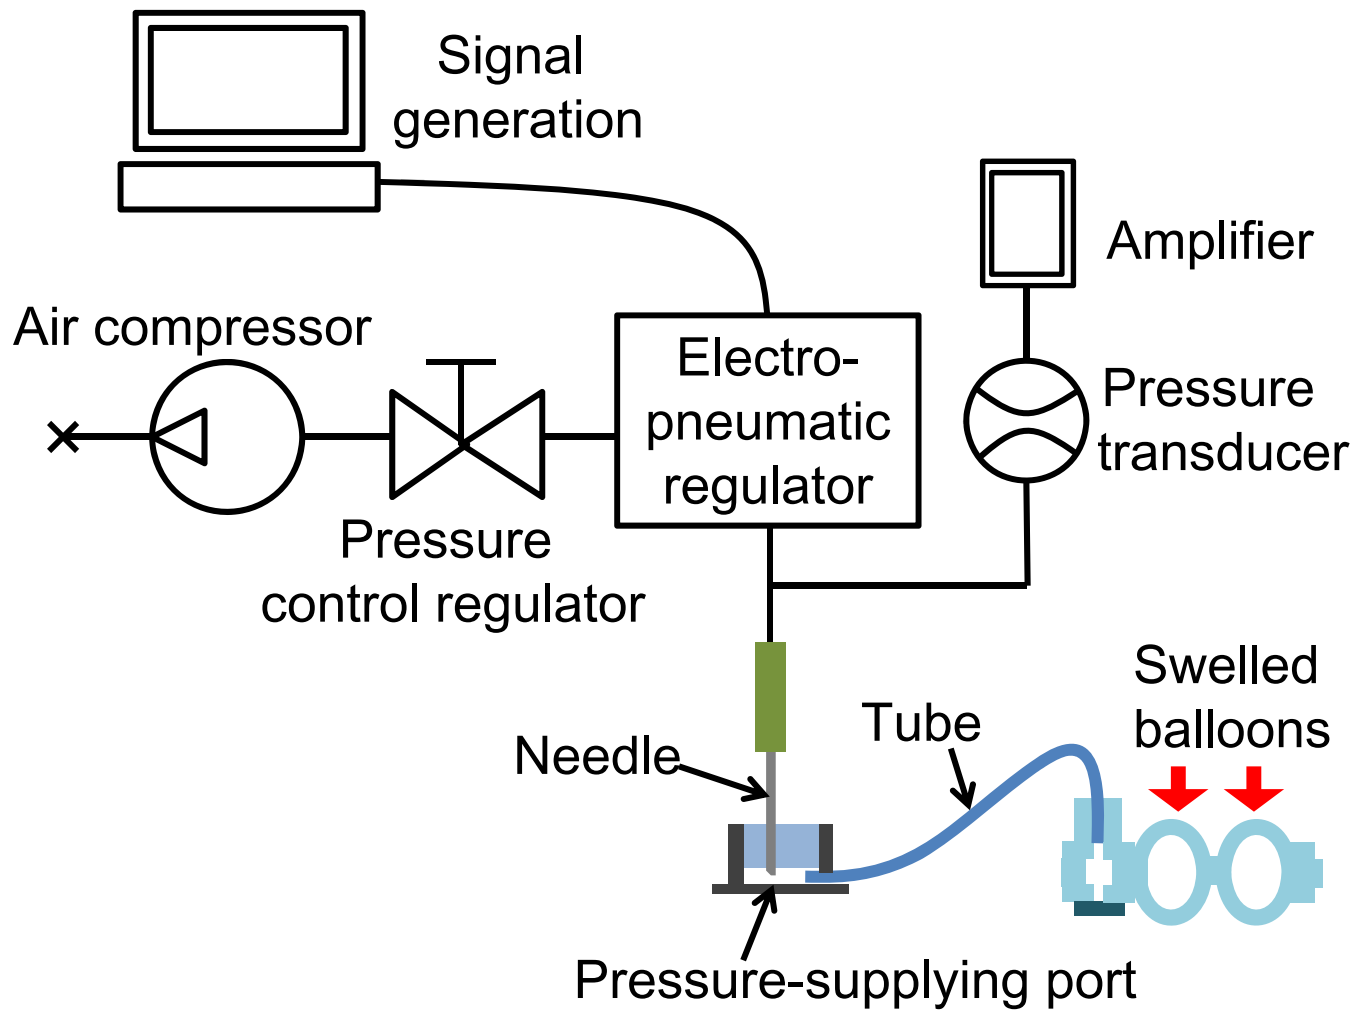 Signal
generation
Amplifier
Air compressor
Electro-
pneumatic
regulator
Pressure
transducer
Pressure
control regulator
Swelled
balloons
Tube
Needle
Pressure-supplying port